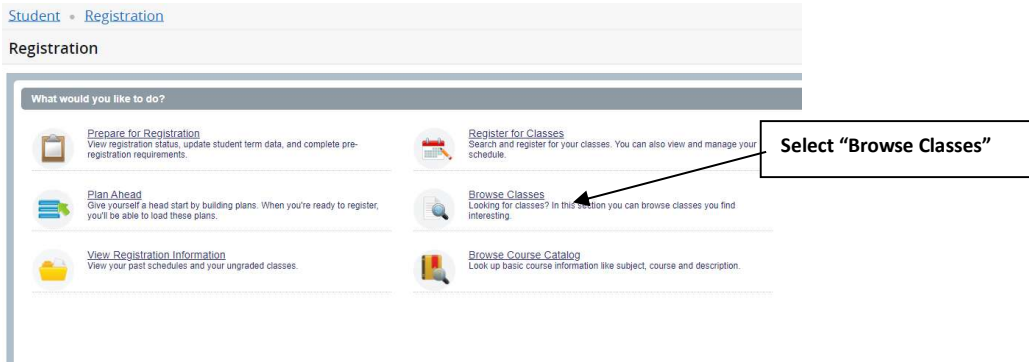 Student • Registration
Registration
What would you like to do?
Prepare for Registration
View registration status, update student term data, and complete pre-
registration requirements.
Register for Classes
Search and register for your classes. You can also view and manage your
schedule.
Select “Browse Classes”
Plan Ahead
Give yourself a head start by building plans. When you're ready to register,
you'll be able to load these plans.
Browse Classes
Looking for classes? In this section you can browse classes you find
interesting.
View Registration Information
View your past schedules and your ungraded classes.
Browse Course Catalog
Look up basic course information like subject, course and description.